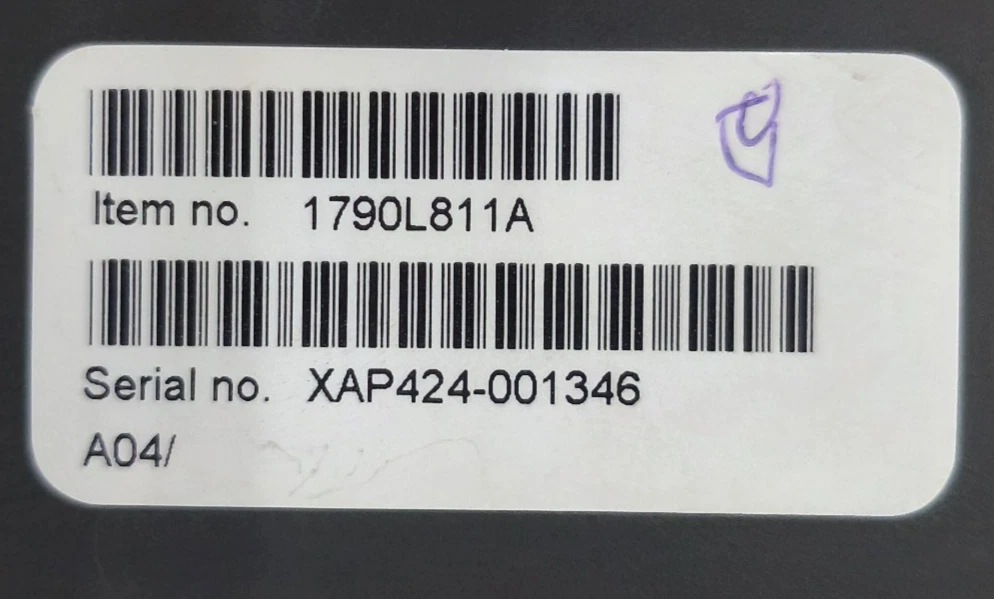 Item no. 1790L811A
Serial no. XAP424-001346
A04/